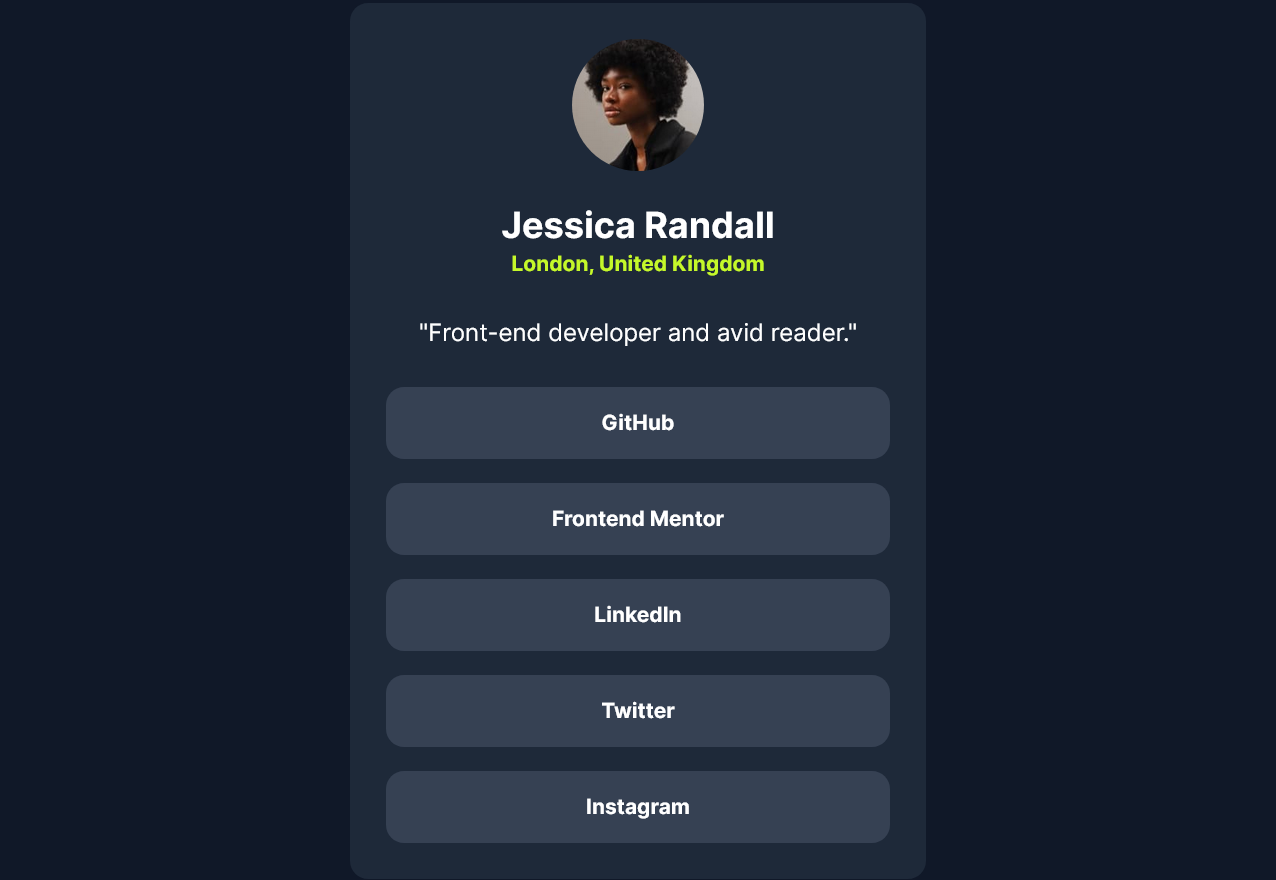 Jessica Randall
London, United Kingdom
"Front-end developer and avid reader."
GitHub
Frontend Mentor
LinkedIn
Twitter
Instagram